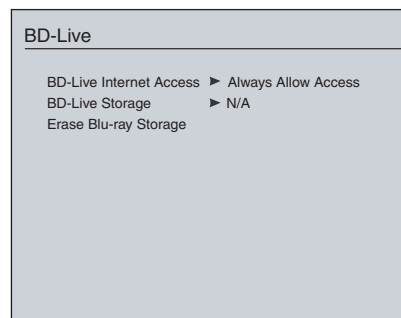 BD-Live
BD-Live Internet Access ► Always Allow Access
BD-Live Storage ► N/A
Erase Blu-ray Storage